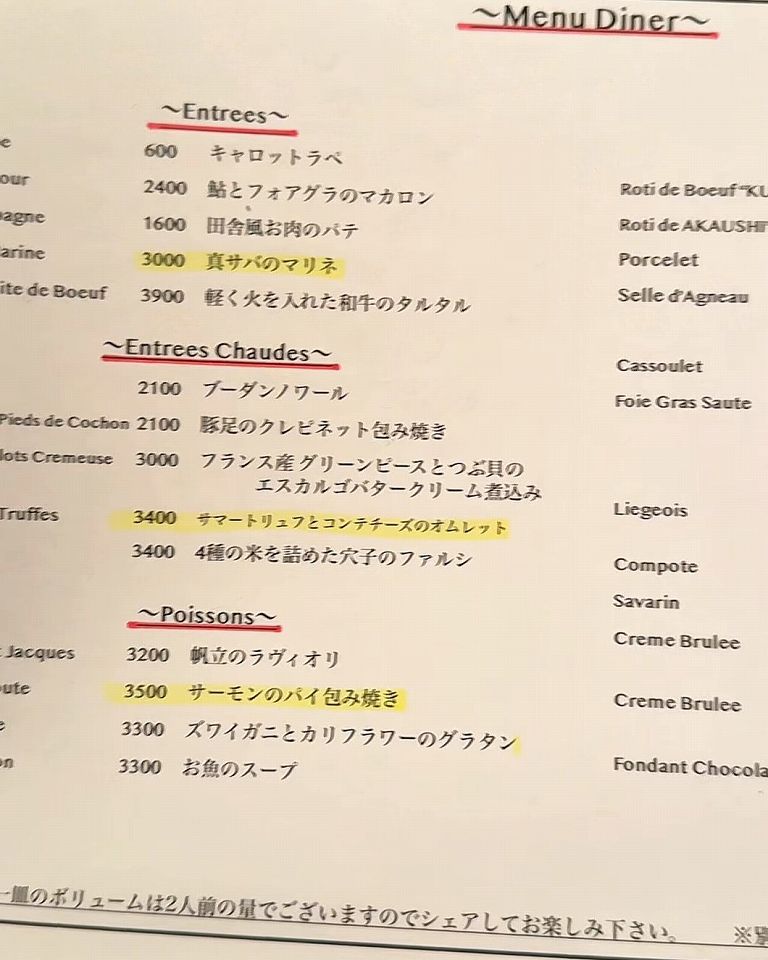 ~Menu Diner~
~Entrees~
600 キャロットラペ
2400 鮎とフォアグラのマカロン
1600 田舎風お肉のパテ
3000 真サバのマリネ
de Boeuf 3900 軽く火を入れた和牛のタルタル
~Entrees Chaudes~
2100 ブーダンノワール
Pieds de Cochon 2100 豚足のクレピネット包み焼き
Cremeuse 3000 フランス産グリーンピースとつぶ貝の
エスカルゴバタークリーム煮込み
Truffes 3400 サマートリュフとコンテチーズのオムレット
3400 4種の米を詰めた穴子のファルシ
~Poissons~
Jacques 3200 帆立のラヴィオリ
3500 サーモンのパイ包み焼き
3300 ズワイガニとカリフラワーのグラタン
3300 お魚のスープ
Roti de Boeuf
Roti de AKAUSHI
Porcelet
Selle d'Agneau
Cassoulet
Foie Gras Saute
Liegeois
Compote
Savarin
Creme Brulee
Creme Brulee
Fondant
一皿のボリュームは2人前の量でございますのでシェアしてお楽しみ下さい。 ※